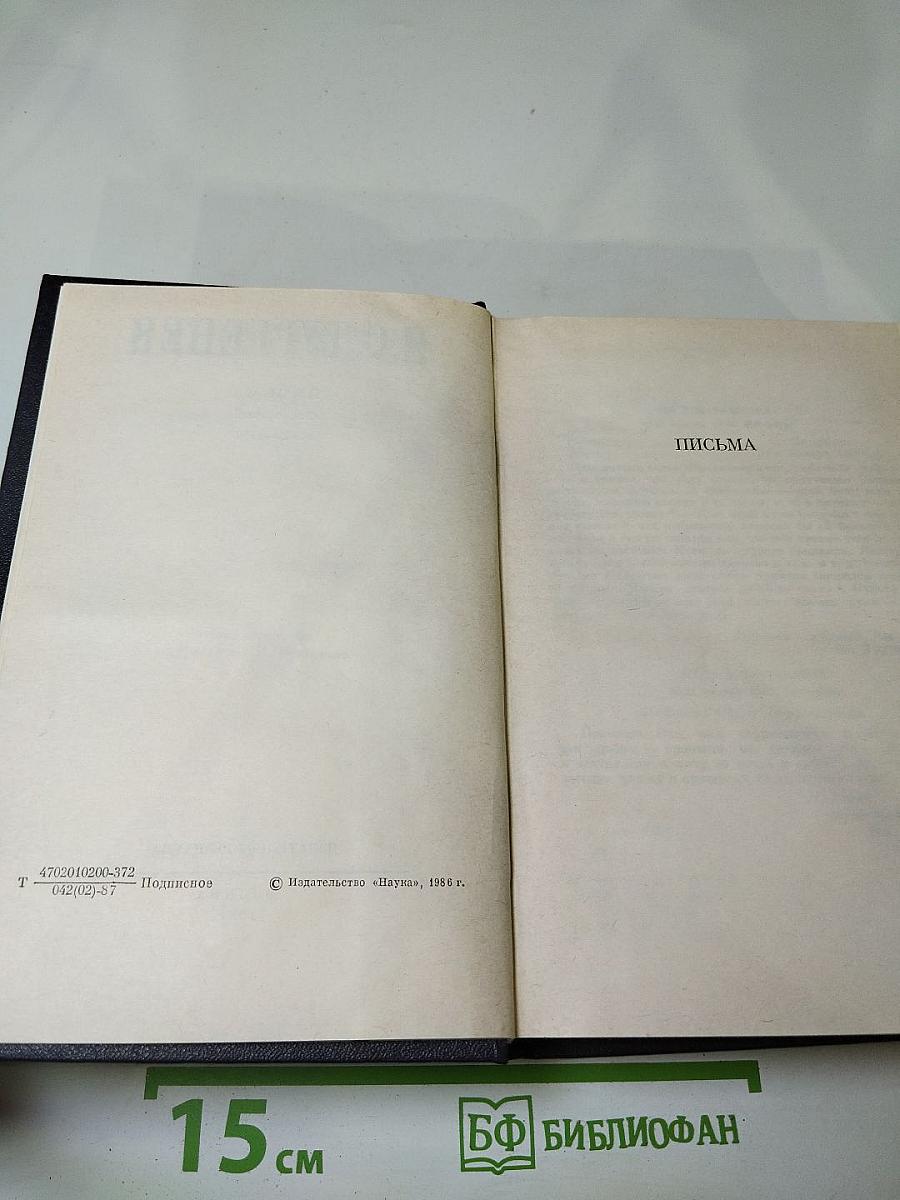 ПИСЬМА
Т 4702010200-372 Подписное
042(02)-87
© Издательство «Наука», 1986 г.
15 см
БФ БИБЛИОФАН